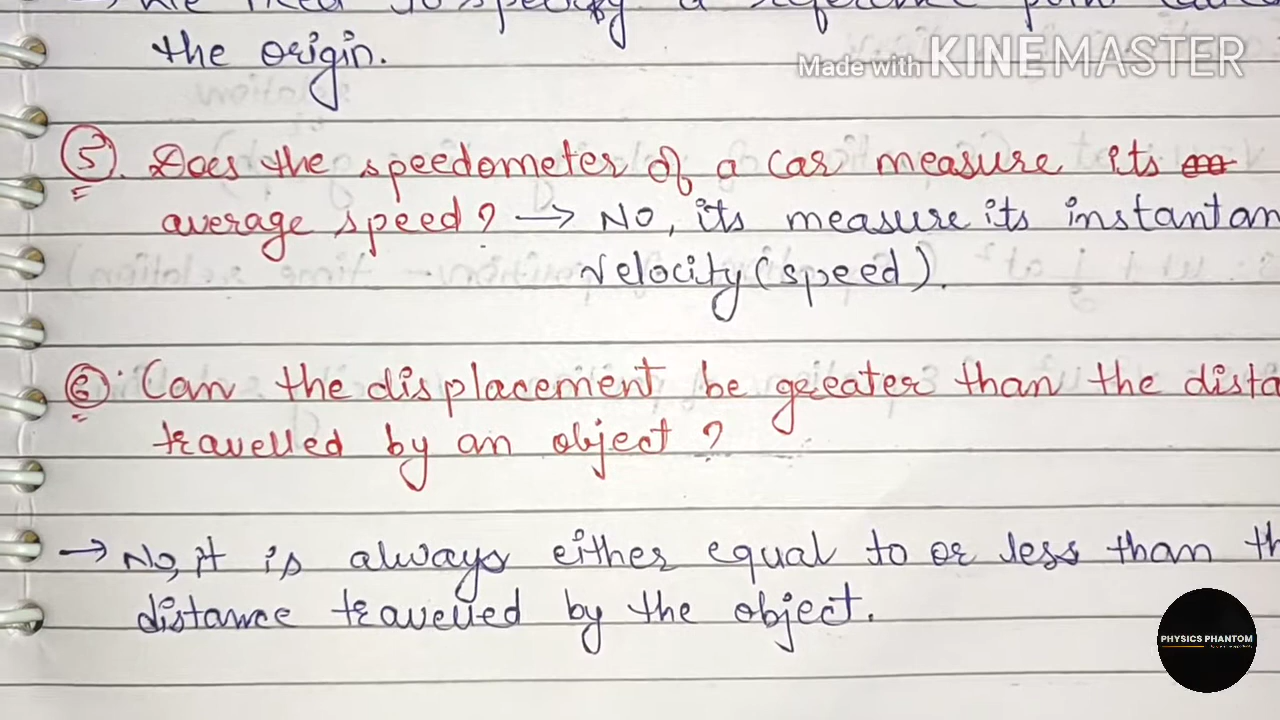 the origin.
Made with KINEMASTER
5. Does the speedometer of a car measure its
average speed? → No, its measure its instantan
velocity (speed).
6. Can the displacement be greater than the dista
travelled by an object?
→ No, it is always either equal to or less than th
distance travelled by the object.
PHYSICS PHANTOM